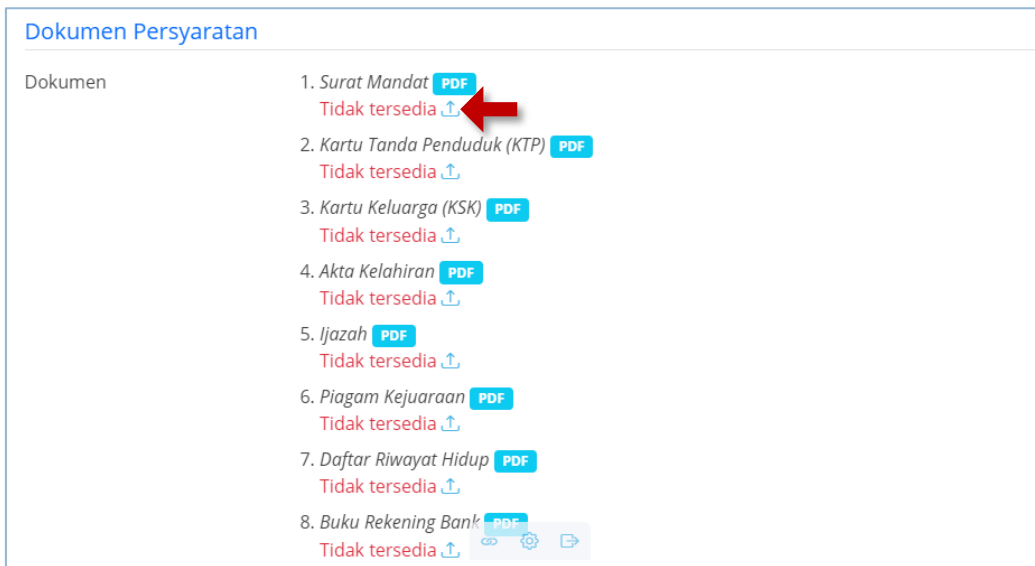 Dokumen Persyaratan
Dokumen
1. Surat Mandat PDF
Tidak tersedia
2. Kartu Tanda Penduduk (KTP) PDF
Tidak tersedia
3. Kartu Keluarga (KSK) PDF
Tidak tersedia
4. Akta Kelahiran PDF
Tidak tersedia
5. Ijazah PDF
Tidak tersedia
6. Piagam Kejuaraan PDF
Tidak tersedia
7. Daftar Riwayat Hidup PDF
Tidak tersedia
8. Buku Rekening Bank PDF
Tidak tersedia